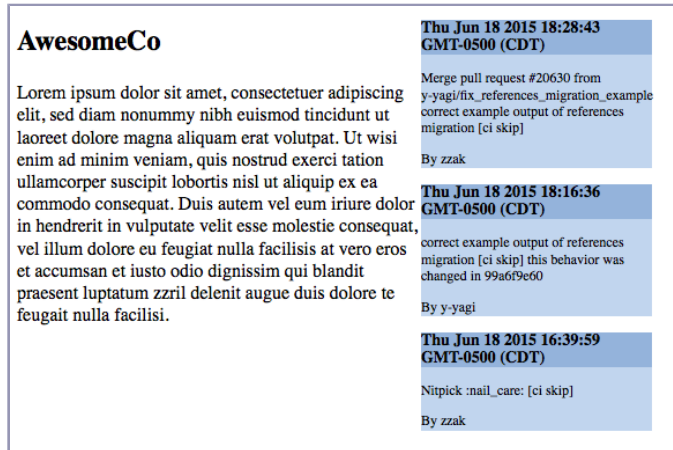 AwesomeCo
Lorem ipsum dolor sit amet, consectetuer adipiscing
elit, sed diam nonummy nibh euismod tincidunt ut
laoreet dolore magna aliquam erat volutpat. Ut wisi
enim ad minim veniam, quis nostrud exerci tation
ullamcorper suscipit lobortis nisl ut aliquip ex ea
commodo consequat. Duis autem vel eum iriure dolor
in hendrerit in vulputate velit esse molestie consequat,
vel illum dolore eu feugiat nulla facilisis at vero eros
et accumsan et iusto odio dignissim qui blandit
praesent luptatum zzril delenit augue duis dolore te
feugait nulla facilisi.
Thu Jun 18 2015 18:28:43
GMT-0500 (CDT)
Merge pull request #20630 from
y-yagi/fix_references_migration_example
correct example output of references
migration [ci skip]
By zzak
Thu Jun 18 2015 18:16:36
GMT-0500 (CDT)
correct example output of references
migration [ci skip] this behavior was
changed in 99a6f9e60
By y-yagi
Thu Jun 18 2015 16:39:59
GMT-0500 (CDT)
Nitpick :nail_care: [ci skip]
By zzak